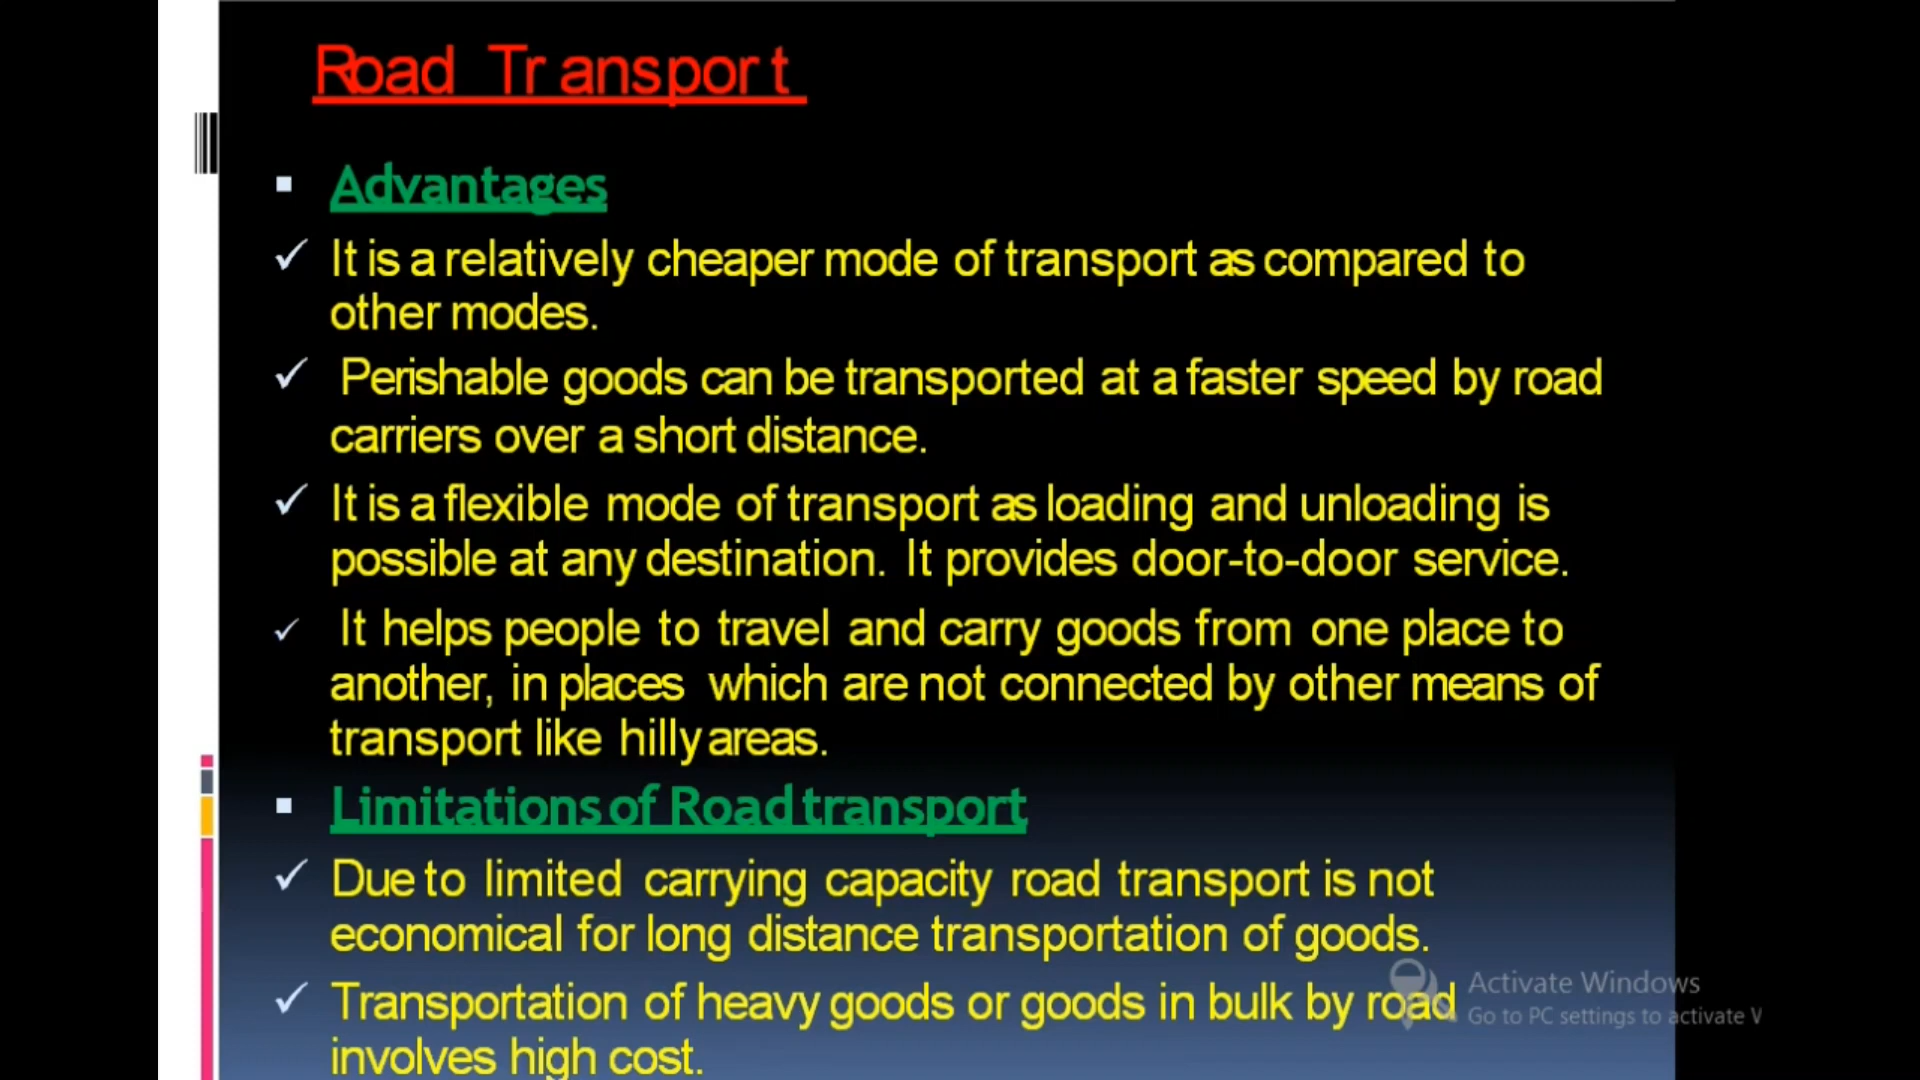 Road Transport
Advantages
It is a relatively cheaper mode of transport as compared to
other modes.
Perishable goods can be transported at a faster speed by road
carriers over a short distance.
It is a flexible mode of transport as loading and unloading is
possible at any destination. It provides door-to-door service.
It helps people to travel and carry goods from one place to
another, in places which are not connected by other means of
transport like hilly areas.
Limitations of Road transport
Due to limited carrying capacity road transport is not
economical for long distance transportation of goods.
Transportation of heavy goods or goods in bulk by road
involves high cost.
Activate Windows
Go to PC settings to activate W